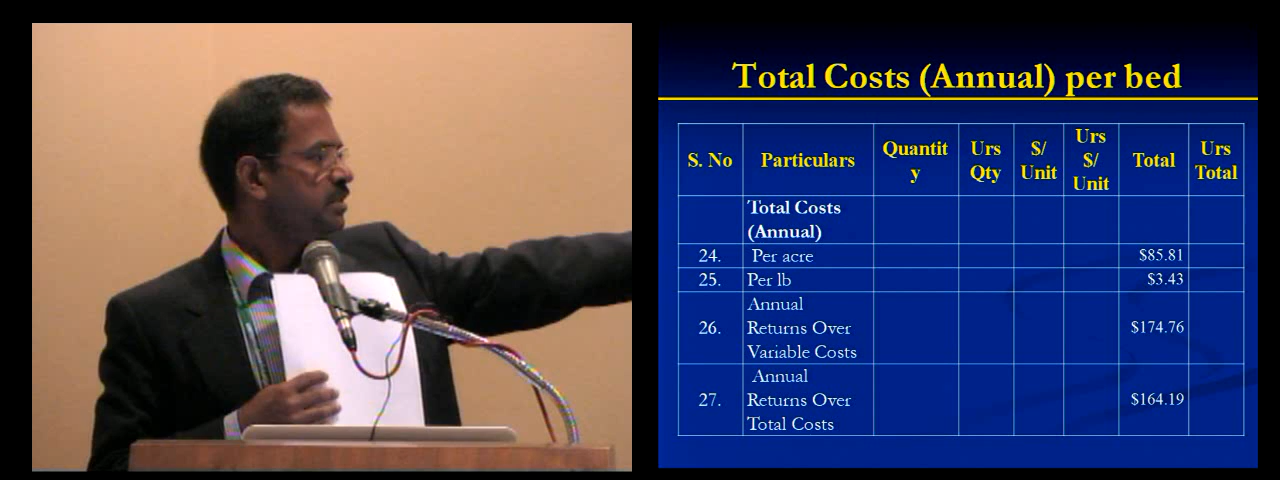 Total Costs (Annual) per bed
S. No Particulars Quantit Urs $/ Urs Total Urs
y Qty Unit $/ Total
Unit
Total Costs
(Annual)
24. Per acre $85.81
25. Per lb $3.43
Annual
26. Returns Over $174.76
Variable Costs
Annual
27. Returns Over $164.19
Total Costs